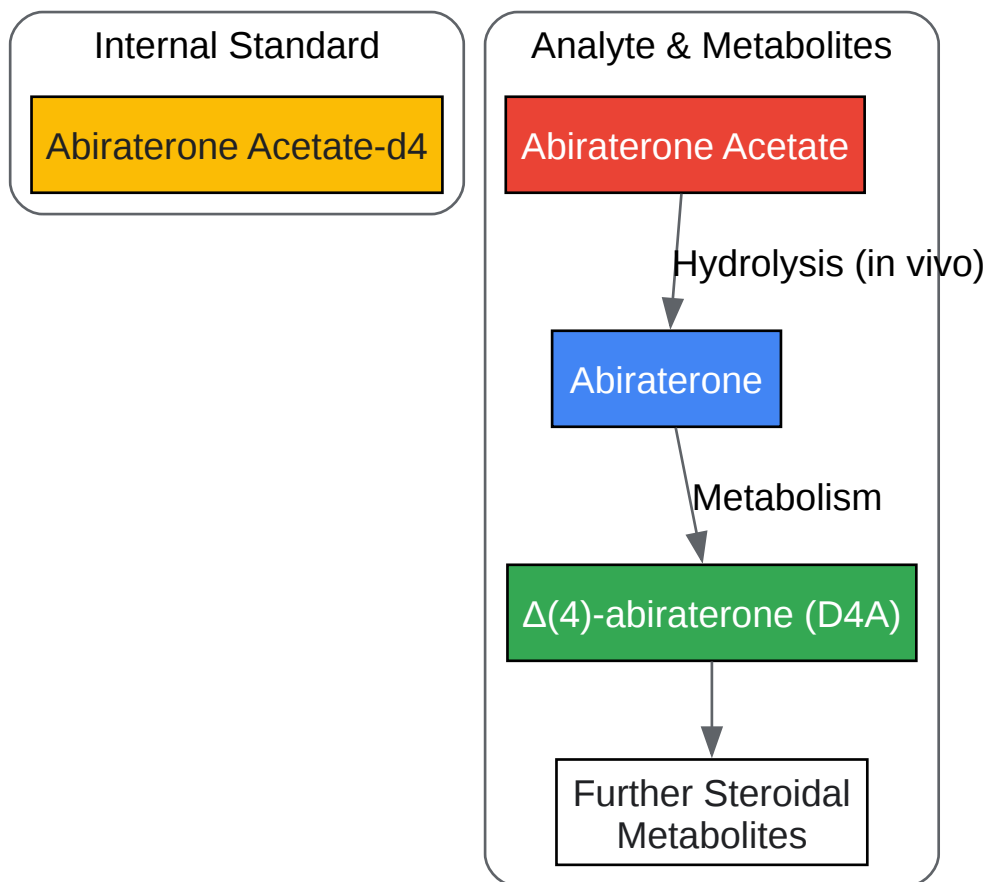 Internal Standard
Abiraterone Acetate-d4
Analyte & Metabolites
Abiraterone Acetate
Hydrolysis (in vivo)
Abiraterone
Metabolism
Δ(4)-abiraterone (D4A)
Further Steroidal
Metabolites